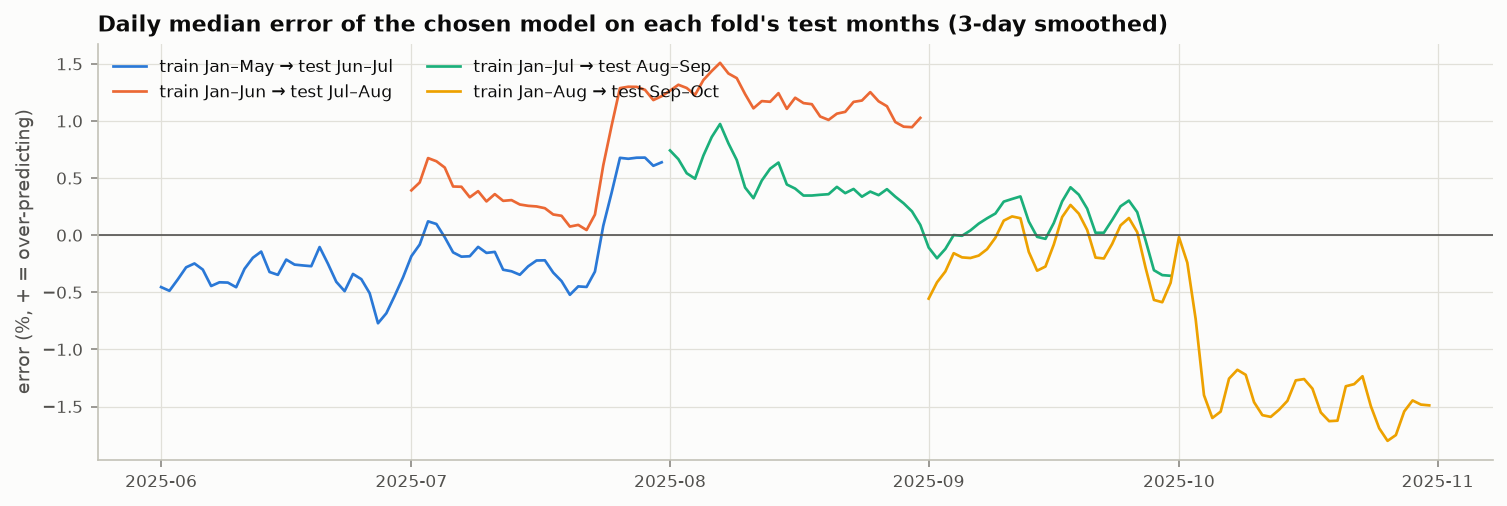 Daily median error of the chosen model on each fold's test months (3-day smoothed)
train Jan–May → test Jun–Jul
train Jan–Jun → test Jul–Aug
train Jan–Jul → test Aug–Sep
train Jan–Aug → test Sep–Oct
error (%, + = over-predicting)
1.5
1.0
0.5
0.0
−0.5
−1.0
−1.5
2025-06
2025-07
2025-08
2025-09
2025-10
2025-11